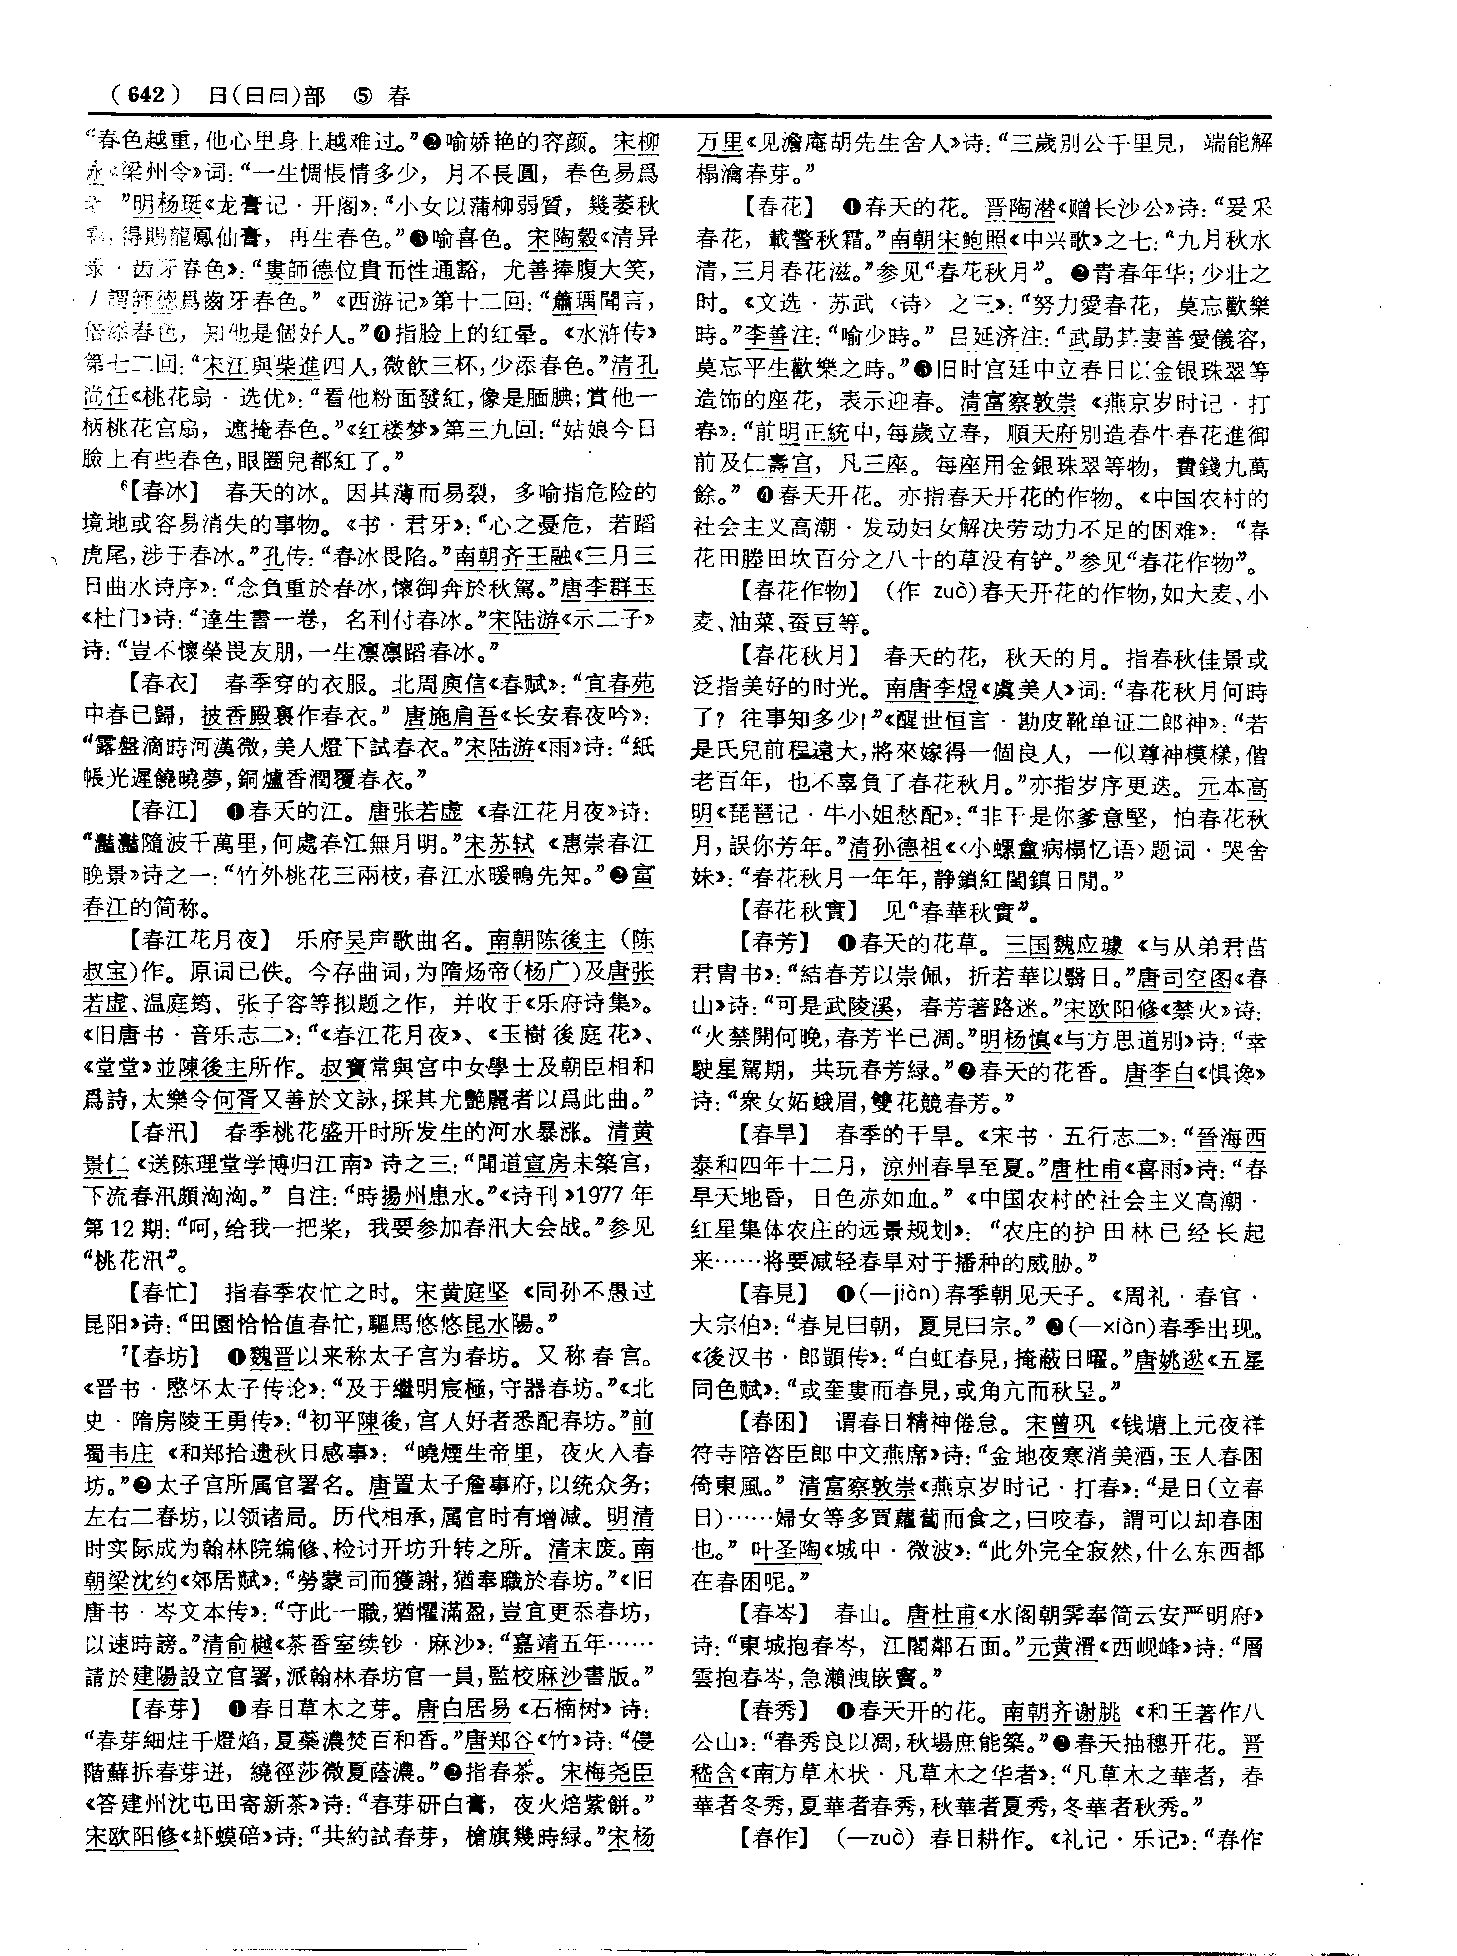 (642) 日(日曰)部 ⑤ 春
“春色越重,他心里身上越难过。”❷喻娇艳的容颜。宋柳
永《梁州令》词:“一生惆悵情多少,月不長圓,春色易爲
老。”明杨珽《龙膏记·开阁》:“小女以蒲柳弱質,幾萎秋
霜,得賜龍鳳仙膏,再生春色。”❸喻喜色。宋陶穀《清异
录·齿牙春色》:“婁師德位貴而性通豁,尤善捧腹大笑,
人謂師德爲齒牙春色。”《西游记》第十二回:“蕭瑀聞言,
倍添春色,知他是個好人。”❹指脸上的红晕。《水浒传》
第七二回:“宋江與柴進四人,微飲三杯,少添春色。”清孔
尚任《桃花扇·选优》:“看他粉面發紅,像是腼腆;賞他一
柄桃花宫扇,遮掩春色。”《红楼梦》第三九回:“姑娘今日
臉上有些春色,眼圈兒都紅了。”
⁶【春冰】 春天的冰。因其薄而易裂,多喻指危险的
境地或容易消失的事物。《书·君牙》:“心之憂危,若蹈
虎尾,涉于春冰。”孔传:“春冰畏陷。”南朝齐王融《三月三
日曲水诗序》:“念負重於春冰,懷御奔於秋駕。”唐李群玉
《杜门》诗:“達生書一卷,名利付春冰。”宋陆游《示二子》
诗:“豈不懷榮畏友朋,一生凛凛蹈春冰。”
【春衣】 春季穿的衣服。北周庾信《春赋》:“宜春苑
中春已歸,披香殿裏作春衣。”唐施肩吾《长安春夜吟》:
“露盤滴時河漢微,美人燈下試春衣。”宋陆游《雨》诗:“紙
帳光遲饒曉夢,銅爐香潤覆春衣。”
【春江】 ❶春天的江。唐张若虚《春江花月夜》诗:
“灩灩隨波千萬里,何處春江無月明。”宋苏轼《惠崇春江
晚景》诗之一:“竹外桃花三兩枝,春江水暖鴨先知。”❷富
春江的简称。
【春江花月夜】 乐府吴声歌曲名。南朝陈後主(陈
叔宝)作。原词已佚。今存曲词,为隋炀帝(杨广)及唐张
若虚、温庭筠、张子容等拟题之作,并收于《乐府诗集》。
《旧唐书·音乐志二》:“《春江花月夜》、《玉樹後庭花》、
《堂堂》並陳後主所作。叔寶常與宫中女學士及朝臣相和
爲詩,太樂令何胥又善於文詠,採其尤艷麗者以爲此曲。”
【春汛】 春季桃花盛开时所发生的河水暴涨。清黄
景仁《送陈理堂学博归江南》诗之三:“聞道宣房未築宫,
下流春汛頗洶洶。”自注:“時揚州患水。”《诗刊》1977年
第12期:“呵,给我一把桨,我要参加春汛大会战。”参见
“桃花汛”。
【春忙】 指春季农忙之时。宋黄庭坚《同孙不愚过
昆阳》诗:“田園恰恰值春忙,驅馬悠悠昆水陽。”
⁷【春坊】 ❶魏晋以来称太子宫为春坊。又称春宫。
《晋书·愍怀太子传论》:“及于繼明宸極,守器春坊。”《北
史·隋房陵王勇传》:“初平陳後,宫人好者悉配春坊。”前
蜀韦庄《和郑拾遗秋日感事》:“曉煙生帝里,夜火入春
坊。”❷太子宫所属官署名。唐置太子詹事府,以统众务;
左右二春坊,以领诸局。历代相承,属官时有增减。明清
时实际成为翰林院编修、检讨开坊升转之所。清末废。南
朝梁沈约《郊居赋》:“勞蒙司而獲謝,猶奉職於春坊。”《旧
唐书·岑文本传》:“守此一職,猶懼滿盈,豈宜更忝春坊,
以速時謗。”清俞樾《茶香室续钞·麻沙》:“嘉靖五年……
請於建陽設立官署,派翰林春坊官一員,監校麻沙書版。”
【春芽】 ❶春日草木之芽。唐白居易《石楠树》诗:
“春芽細炷千燈焰,夏蘂濃焚百和香。”唐郑谷《竹》诗:“侵
階蘚拆春芽迸,繞徑莎微夏蔭濃。”❷指春茶。宋梅尧臣
《答建州沈屯田寄新茶》诗:“春芽研白膏,夜火焙紫餅。”
宋欧阳修《虾蟆碚》诗:“共約試春芽,槍旗幾時緑。”宋杨
万里《见澹庵胡先生舍人》诗:“三歲別公千里見,端能解
榻瀹春芽。”
【春花】 ❶春天的花。晋陶潜《赠长沙公》诗:“爰采
春花,載警秋霜。”南朝宋鲍照《中兴歌》之七:“九月秋水
清,三月春花滋。”参见“春花秋月”。❷青春年华;少壮之
时。《文选·苏武〈诗〉之三》:“努力愛春花,莫忘歡樂
時。”李善注:“喻少時。”吕延济注:“武勗其妻善愛儀容,
莫忘平生歡樂之時。”❸旧时宫廷中立春日以金银珠翠等
造饰的座花,表示迎春。清富察敦崇《燕京岁时记·打
春》:“前明正統中,每歲立春,順天府别造春牛春花進御
前及仁壽宫,凡三座。每座用金銀珠翠等物,費錢九萬
餘。”❹春天开花。亦指春天开花的作物。《中国农村的
社会主义高潮·发动妇女解决劳动力不足的困难》:“春
花田塍田坎百分之八十的草没有铲。”参见“春花作物”。
【春花作物】 (作 zuò)春天开花的作物,如大麦、小
麦、油菜、蚕豆等。
【春花秋月】 春天的花,秋天的月。指春秋佳景或
泛指美好的时光。南唐李煜《虞美人》词:“春花秋月何時
了?往事知多少!”《醒世恒言·勘皮靴单证二郎神》:“若
是氏兒前程遠大,將來嫁得一個良人,一似尊神模樣,偕
老百年,也不辜負了春花秋月。”亦指岁序更迭。元本高
明《琵琶记·牛小姐愁配》:“非干是你爹意堅,怕春花秋
月,誤你芳年。”清孙德祖《〈小螺盦病榻忆语〉题词·哭舍
妹》:“春花秋月一年年,静鎖紅閨鎮日閒。”
【春花秋實】 见“春華秋實”。
【春芳】 ❶春天的花草。三国魏应璩《与从弟君苗
君胄书》:“結春芳以崇佩,折若華以翳日。”唐司空图《春
山》诗:“可是武陵溪,春芳著路迷。”宋欧阳修《禁火》诗:
“火禁開何晚,春芳半已凋。”明杨慎《与方思道别》诗:“幸
駛星駕期,共玩春芳緑。”❷春天的花香。唐李白《惧谗》
诗:“衆女妬蛾眉,雙花競春芳。”
【春旱】 春季的干旱。《宋书·五行志二》:“晉海西
泰和四年十二月,涼州春旱至夏。”唐杜甫《喜雨》诗:“春
旱天地昏,日色赤如血。”《中国农村的社会主义高潮·
红星集体农庄的远景规划》:“农庄的护田林已经长起
来……将要减轻春旱对于播种的威胁。”
【春見】 ❶(—jiàn)春季朝见天子。《周礼·春官·
大宗伯》:“春見曰朝,夏見曰宗。”❷(—xiàn)春季出现。
《後汉书·郎顗传》:“白虹春見,掩蔽日曜。”唐姚逖《五星
同色赋》:“或奎婁而春見,或角亢而秋呈。”
【春困】 谓春日精神倦怠。宋曾巩《钱塘上元夜祥
符寺陪咨臣郎中文燕席》诗:“金地夜寒消美酒,玉人春困
倚東風。”清富察敦崇《燕京岁时记·打春》:“是日(立春
日)……婦女等多買蘿蔔而食之,曰咬春,謂可以却春困
也。”叶圣陶《城中·微波》:“此外完全寂然,什么东西都
在春困呢。”
【春岑】 春山。唐杜甫《水阁朝霁奉简云安严明府》
诗:“東城抱春岑,江閣鄰石面。”元黄溍《西岘峰》诗:“層
雲抱春岑,急瀨洩嵌竇。”
【春秀】 ❶春天开的花。南朝齐谢朓《和王著作八
公山》:“春秀良以凋,秋場庶能築。”❷春天抽穗开花。晋
嵇含《南方草木状·凡草木之华者》:“凡草木之華者,春
華者冬秀,夏華者春秀,秋華者夏秀,冬華者秋秀。”
【春作】 (—zuò) 春日耕作。《礼记·乐记》:“春作